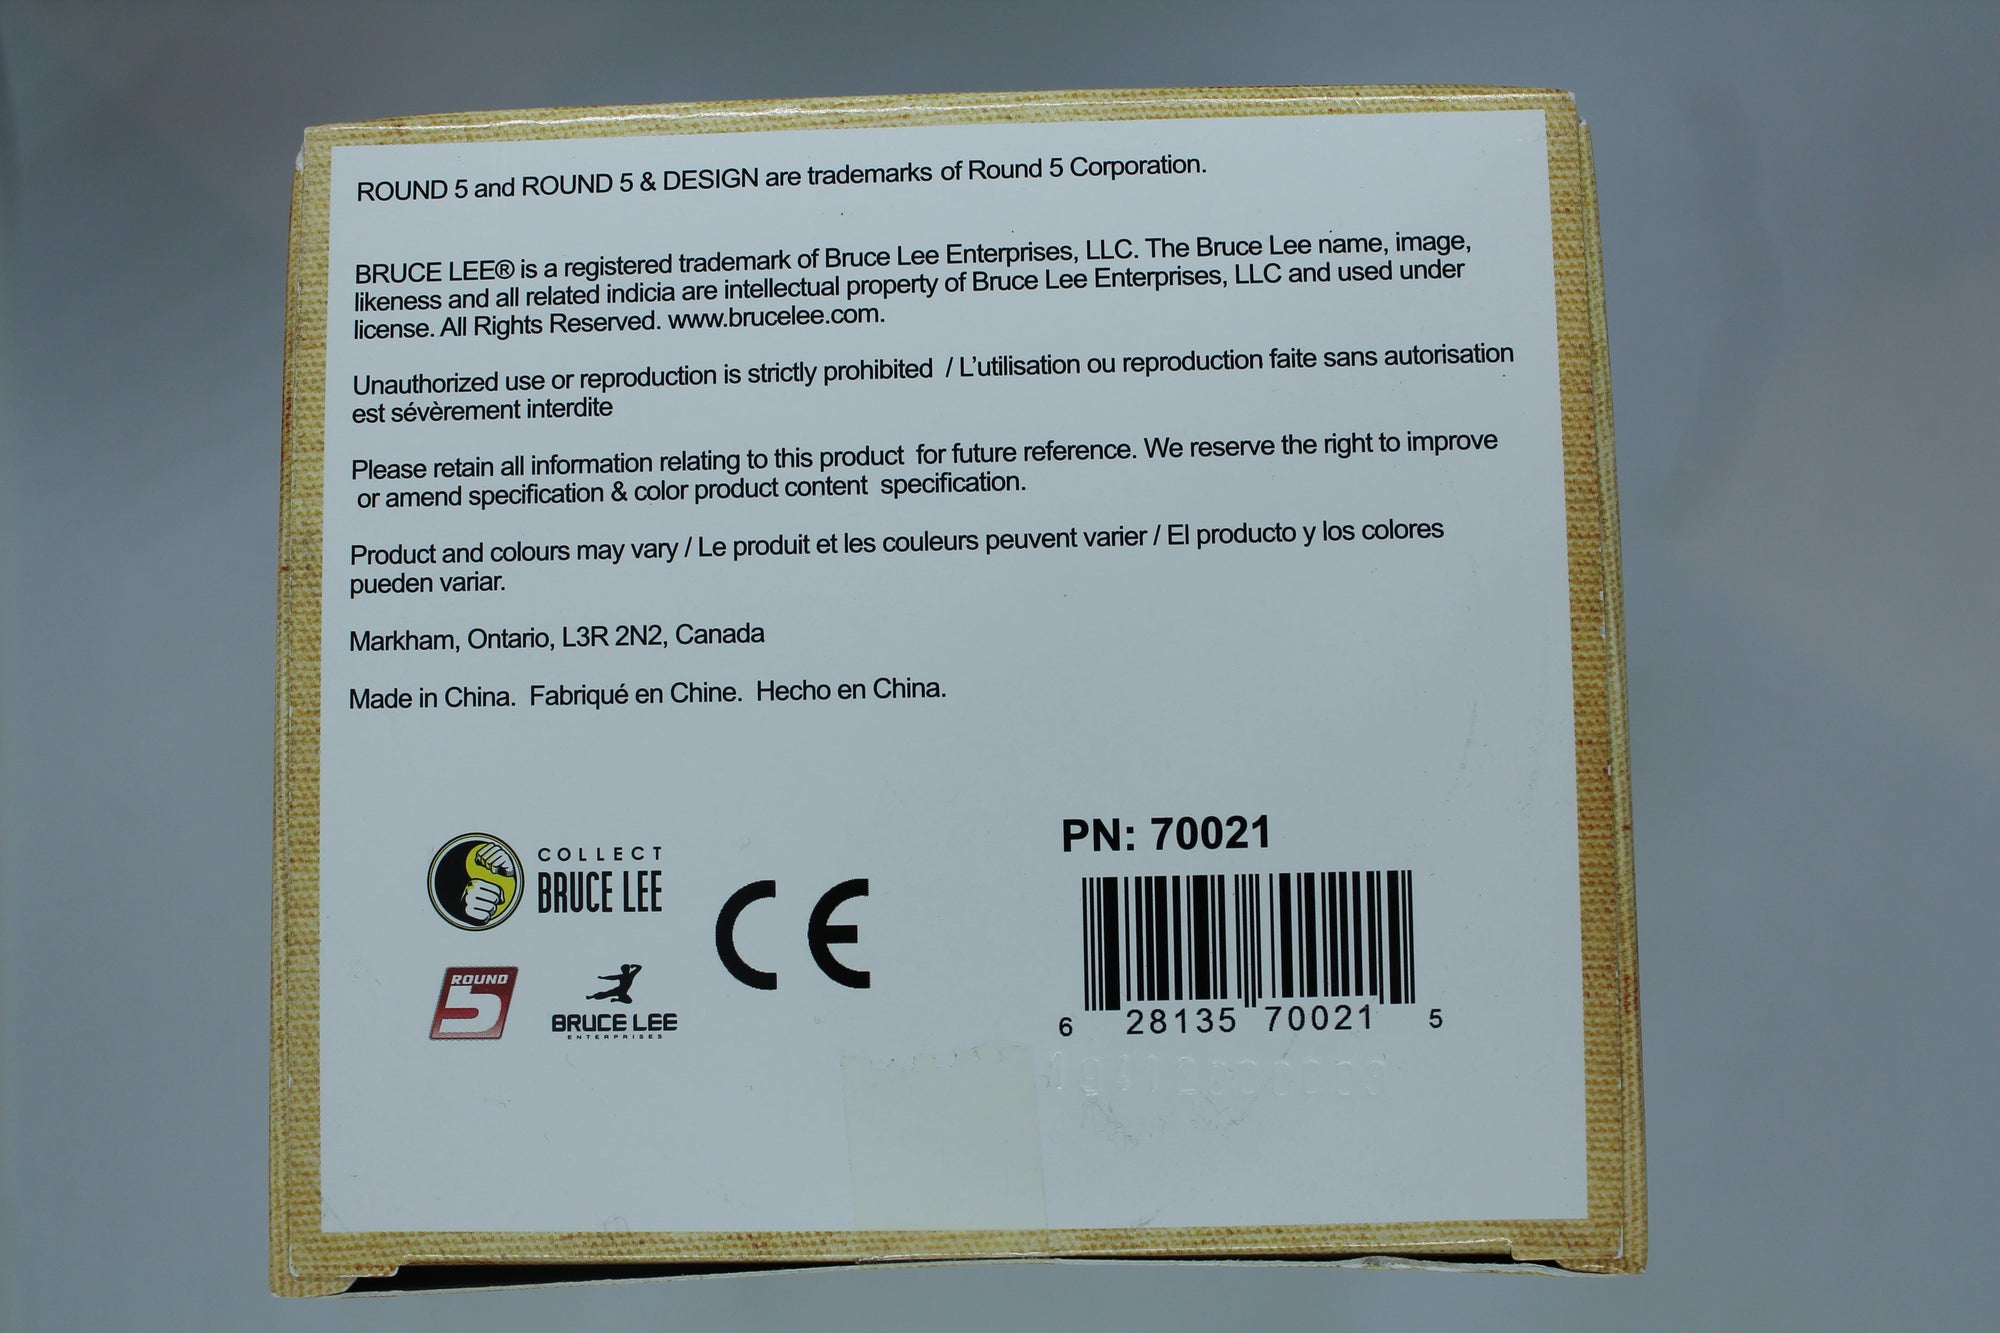 ROUND 5 and ROUND 5 & DESIGN are trademarks of Round 5 Corporation.
BRUCE LEE® is a registered trademark of Bruce Lee Enterprises, LLC. The Bruce Lee name, image,
likeness and all related indicia are intellectual property of Bruce Lee Enterprises, LLC and used under
license. All Rights Reserved. www.brucelee.com.
Unauthorized use or reproduction is strictly prohibited / L'utilisation ou reproduction faite sans autorisation
est sévèrement interdite
Please retain all information relating to this product for future reference. We reserve the right to improve
or amend specification & color product content specification.
Product and colours may vary / Le produit et les couleurs peuvent varier / El producto y los colores
pueden variar.
Markham, Ontario, L3R 2N2, Canada
Made in China. Fabriqué en Chine. Hecho en China.
COLLECT
BRUCE LEE
ROUND
5
BRUCE LEE
ENTERPRISES
CE
PN: 70021
6 28135 70021 5